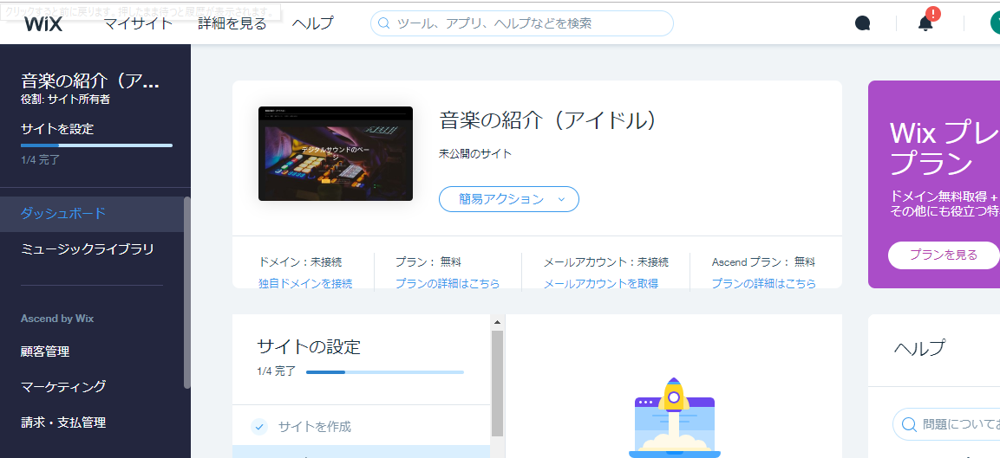 クリックすると前に戻ります。押したまま待つと履歴が表示されます。
WiX マイサイト 詳細を見る ヘルプ ツール、アプリ、ヘルプなどを検索
音楽の紹介（ア...
役割: サイト所有者
サイトを設定
1/4 完了
ダッシュボード
ミュージックライブラリ
Ascend by Wix
顧客管理
マーケティング
請求・支払管理
デジタルサウンドのページ
音楽の紹介（アイドル）
未公開のサイト
簡易アクション
ドメイン：未接続
独自ドメインを接続
プラン： 無料
プランの詳細はこちら
メールアカウント：未接続
メールアカウントを取得
Ascend プラン： 無料
プランの詳細はこちら
Wix プレ
プラン
ドメイン無料取得 +
その他にも役立つ特
プランを見る
サイトの設定
1/4 完了
サイトを作成
ヘルプ
問題についてお